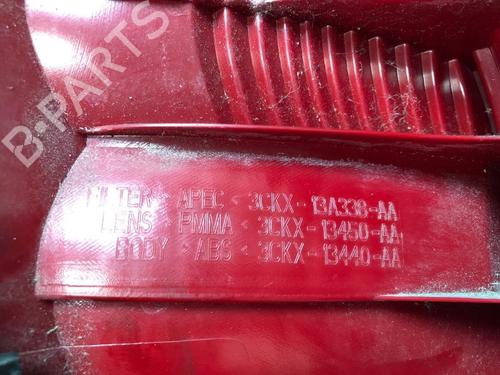 B-PARTS
FILTER >APEC< 3CKX-13A338-AA
LENS >PMMA< 3CKX-13450-AA
BODY >ABS< 3CKX-13440-AA